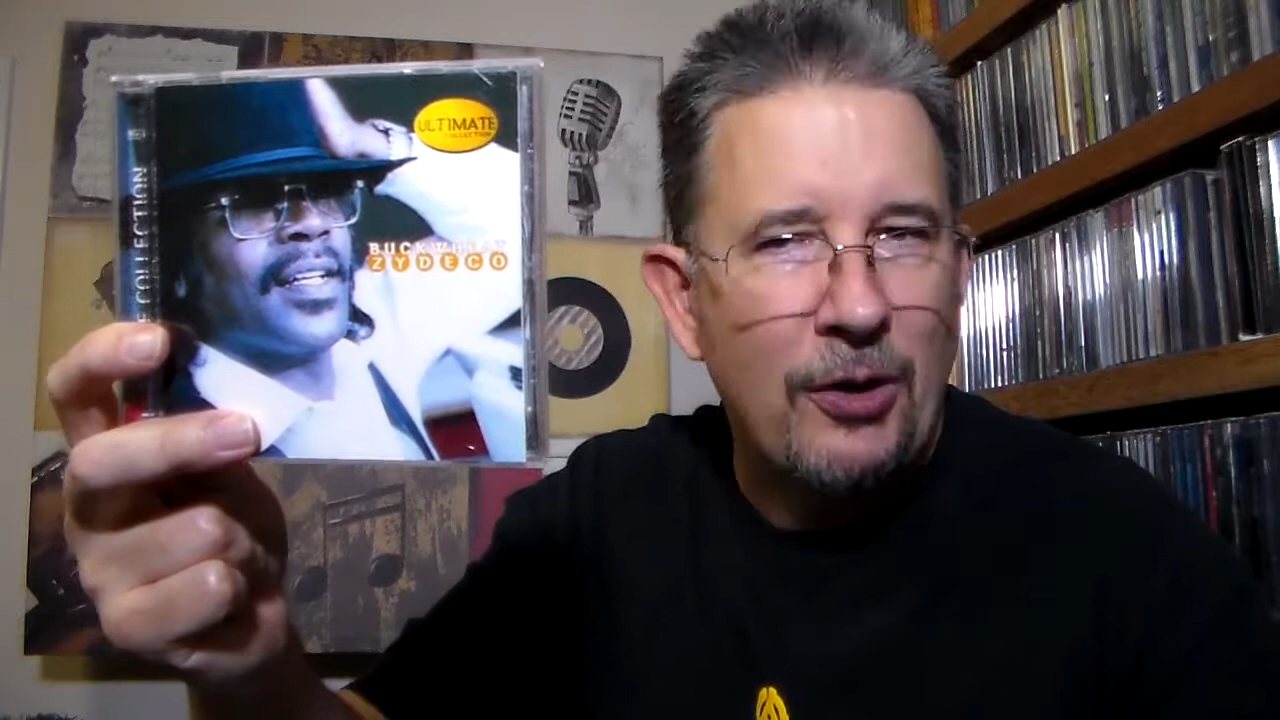 ULTIMATE
COLLECTION
BUCKWHEAT
ZYDECO
COLLECTION